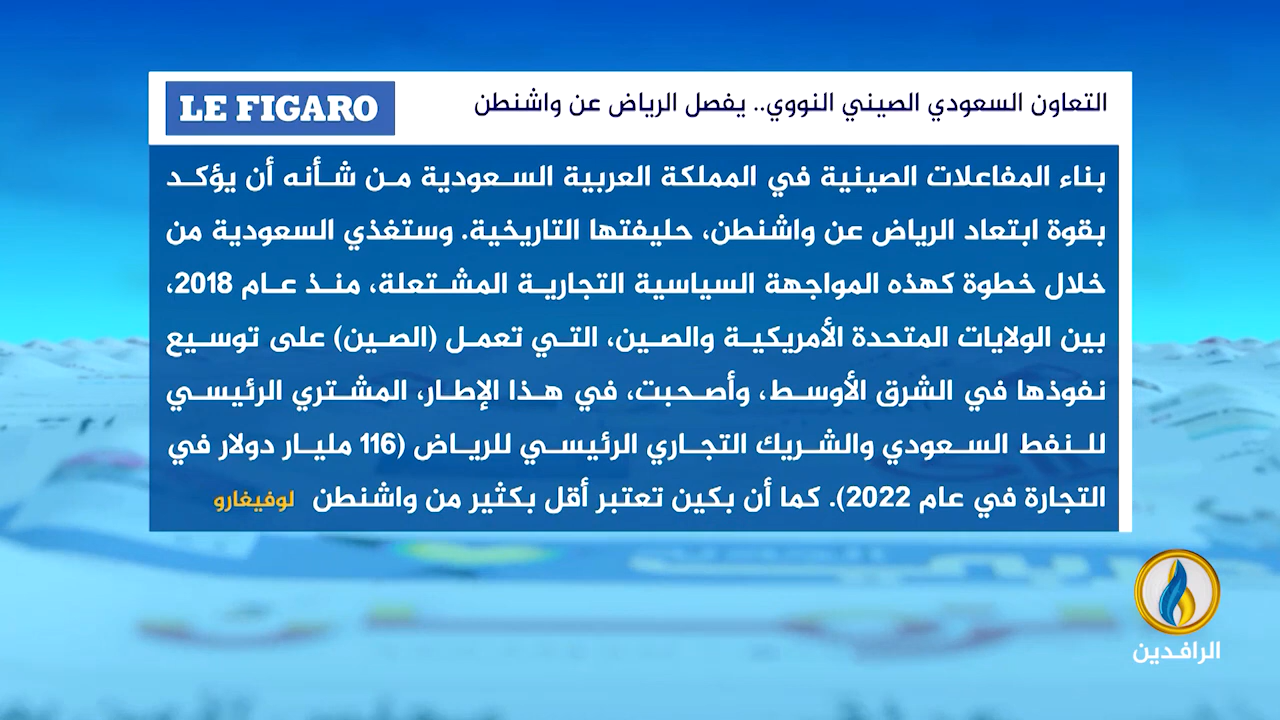 LE FIGARO
التعاون السعودي الصيني النووي.. يفصل الرياض عن واشنطن
بناء المفاعلات الصينية في المملكة العربية السعودية من شأنه أن يؤكد
بقوة ابتعاد الرياض عن واشنطن، حليفتها التاريخية. وستغذي السعودية من
خلال خطوة كهذه المواجهة السياسية التجارية المشتعلة، منذ عام 2018،
بين الولايات المتحدة الأمريكية والصين، التي تعمل (الصين) على توسيع
نفوذها في الشرق الأوسط، وأصحبت، في هذا الإطار، المشتري الرئيسي
للنفط السعودي والشريك التجاري الرئيسي للرياض (116 مليار دولار في
التجارة في عام 2022). كما أن بكين تعتبر أقل بكثير من واشنطن لوفيغارو
الرافدين